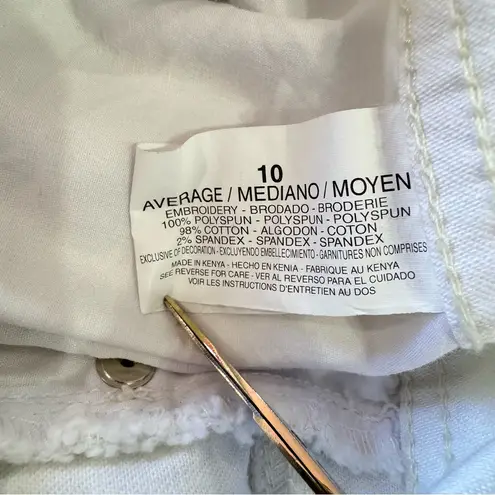 10
AVERAGE / MEDIANO / MOYEN
EMBROIDERY - BRODADO - BRODERIE
100% POLYSPUN - POLYSPUN - POLYSPUN
98% COTTON - ALGODON - COTON
2% SPANDEX - SPANDEX - SPANDEX
EXCLUSIVE OF DECORATION - EXCLUYENDO EMBELLECIMIENTO - GARNITURES NON COMPRISES
MADE IN KENYA - HECHO EN KENIA - FABRIQUE AU KENYA
SEE REVERSE FOR CARE - VER AL REVERSO PARA EL CUIDADO
VOIR LES INSTRUCTIONS D'ENTRETIEN AU DOS